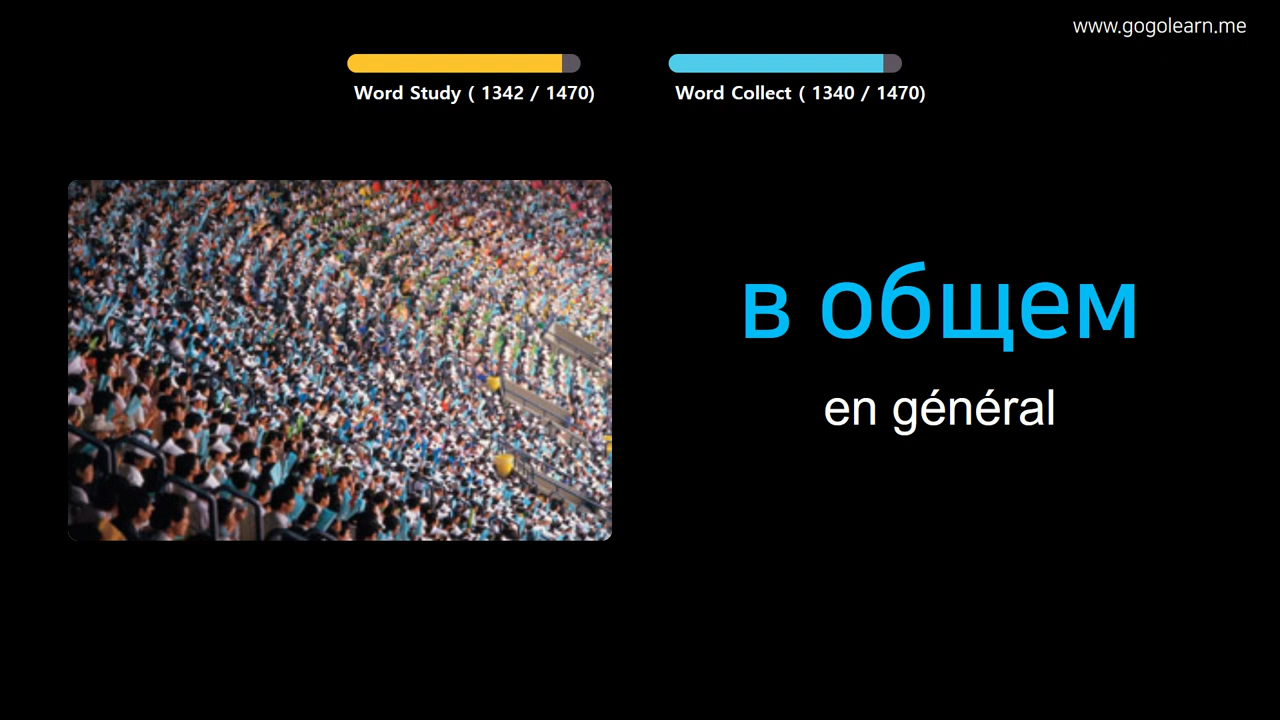 www.gogolearn.me
Word Study ( 1342 / 1470)
Word Collect ( 1340 / 1470)
в общем
en général